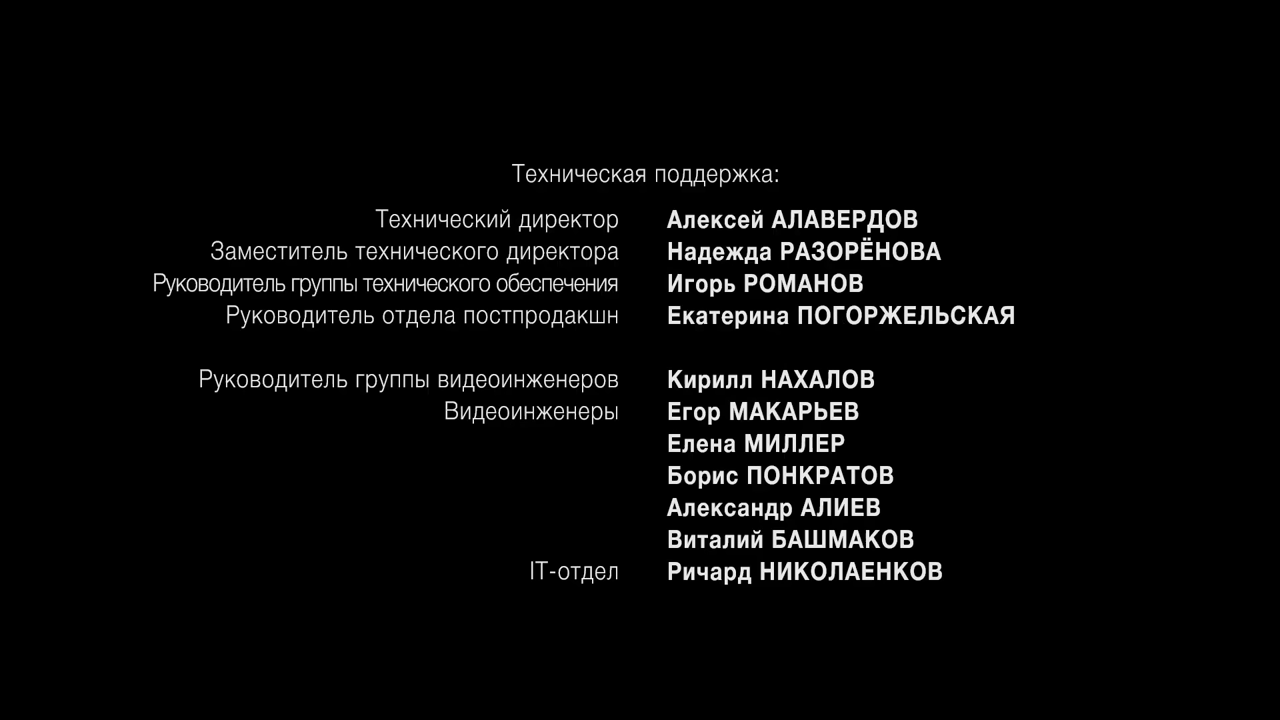 Техническая поддержка:
Технический директор Алексей АЛАВЕРДОВ
Заместитель технического директора Надежда РАЗОРЁНОВА
Руководитель группы технического обеспечения Игорь РОМАНОВ
Руководитель отдела постпродакшн Екатерина ПОГОРЖЕЛЬСКАЯ
Руководитель группы видеоинженеров Кирилл НАХАЛОВ
Видеоинженеры Егор МАКАРЬЕВ
Елена МИЛЛЕР
Борис ПОНКРАТОВ
Александр АЛИЕВ
Виталий БАШМАКОВ
IT-отдел Ричард НИКОЛАЕНКОВ